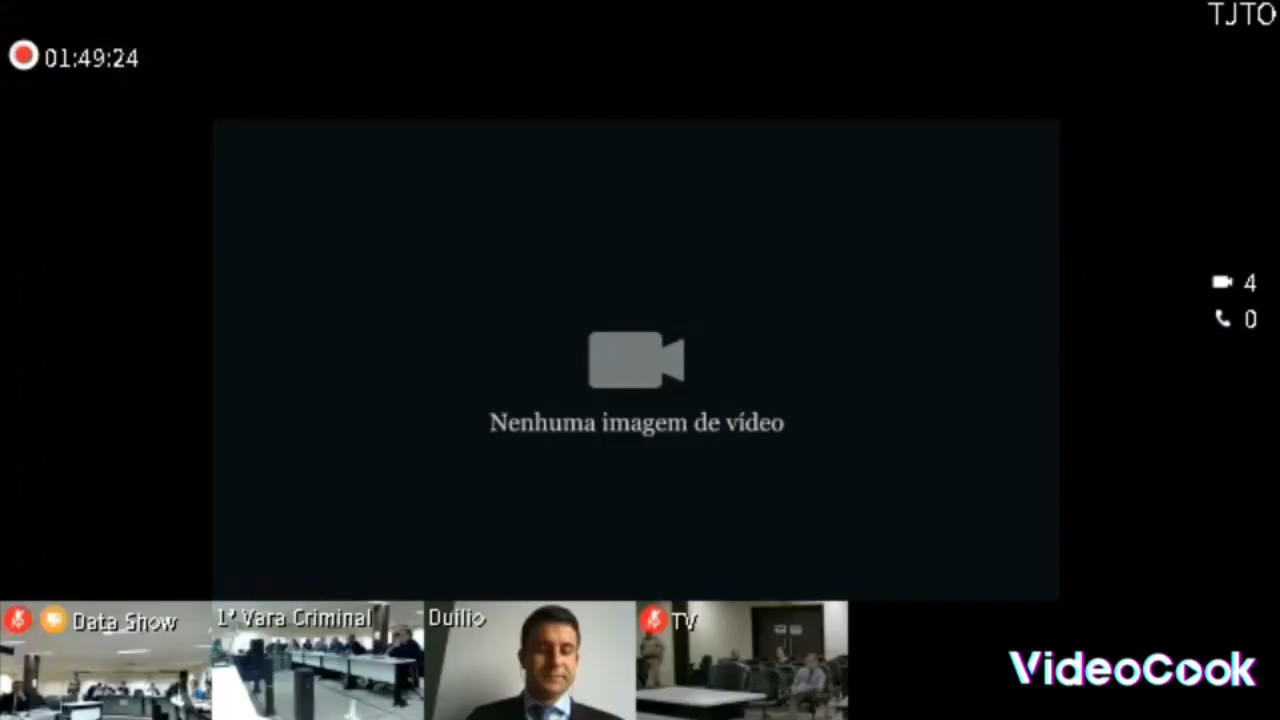 TJTO
01:49:24
4
0
Nenhuma imagem de vídeo
Data Show
1ª Vara Criminal
Duilio
TV
VideoCook